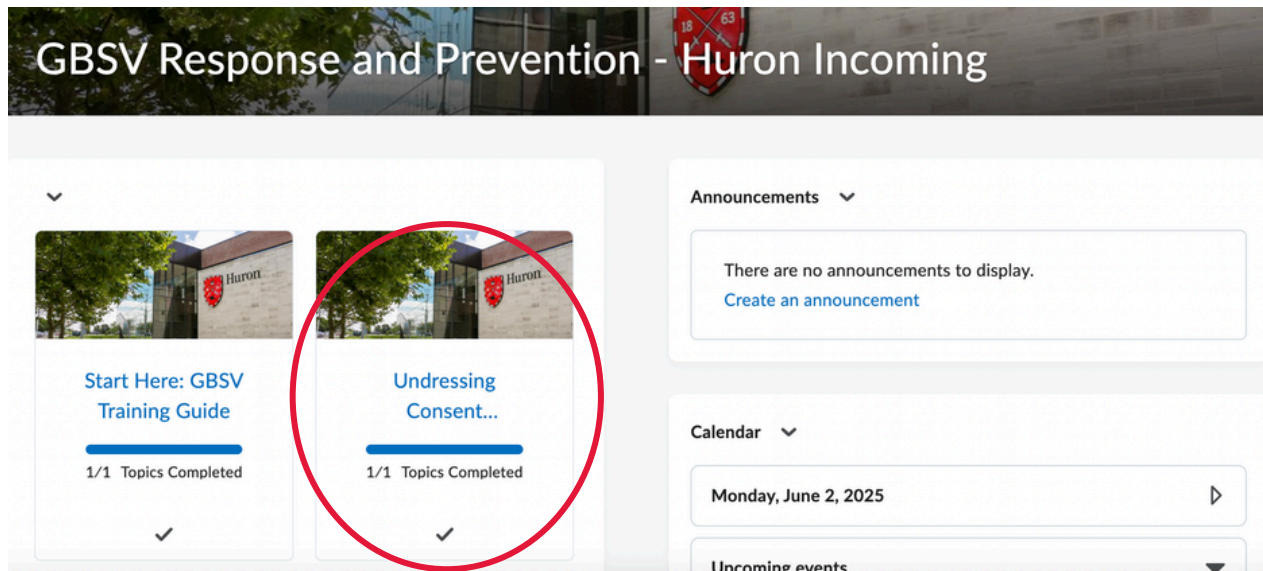 GBSV Response and Prevention - Huron Incoming
18 63
Huron
Huron
Start Here: GBSV
Training Guide
1/1 Topics Completed
Undressing
Consent...
1/1 Topics Completed
Announcements
There are no announcements to display.
Create an announcement
Calendar
Monday, June 2, 2025
Upcoming events